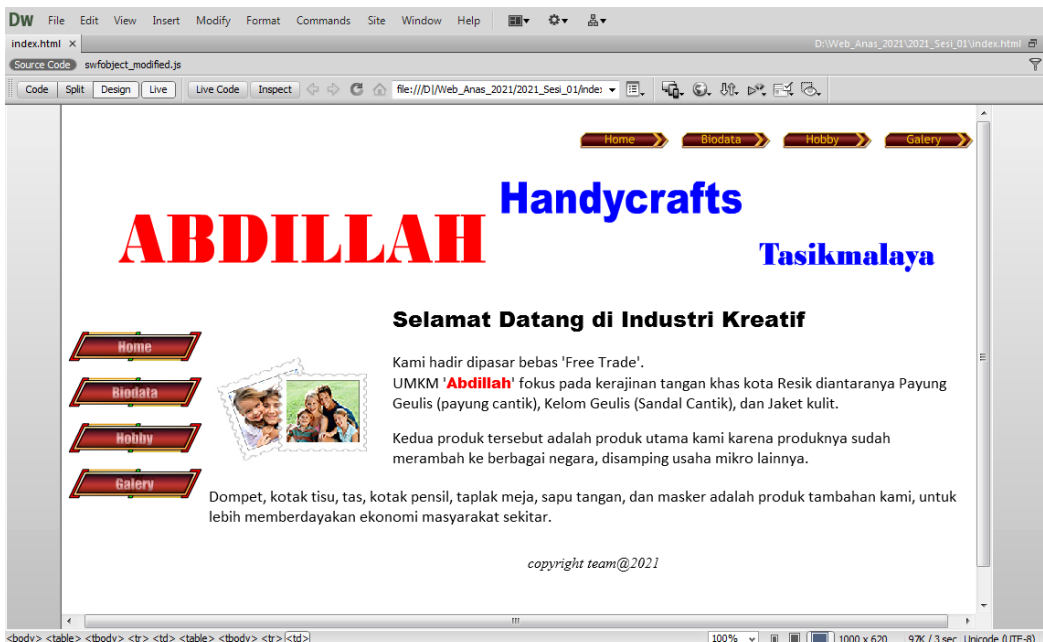 DW File Edit View Insert Modify Format Commands Site Window Help
index.html × D:\Web_Anas_2021\2021_Sesi_01\index.html
Source Code swfobject_modified.js
Code Split Design Live Live Code Inspect file:///D|/Web_Anas_2021/2021_Sesi_01/inde:
Home Biodata Hobby Galery
Handycrafts
ABDILLAH
Tasikmalaya
Selamat Datang di Industri Kreatif
Home
Biodata
Hobby
Galery
Kami hadir dipasar bebas 'Free Trade'.
UMKM 'Abdillah' fokus pada kerajinan tangan khas kota Resik diantaranya Payung
Geulis (payung cantik), Kelom Geulis (Sandal Cantik), dan Jaket kulit.
Kedua produk tersebut adalah produk utama kami karena produknya sudah
merambah ke berbagai negara, disamping usaha mikro lainnya.
Dompet, kotak tisu, tas, kotak pensil, taplak meja, sapu tangan, dan masker adalah produk tambahan kami, untuk
lebih memberdayakan ekonomi masyarakat sekitar.
copyright team@2021
<body> <table> <tbody> <tr> <td> <table> <tbody> <tr> <td> 100% 1000 x 620 97K / 3 sec Unicode (UTF-8)